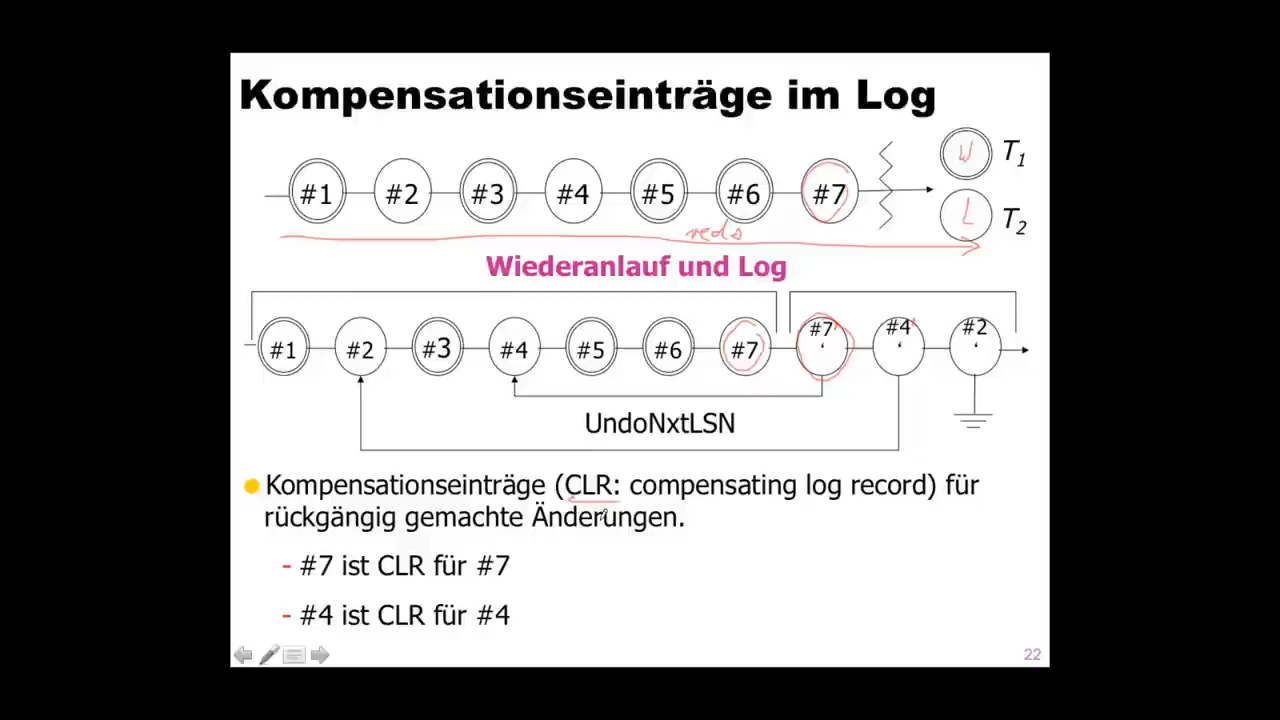 Kompensationseinträge im Log
#1 #2 #3 #4 #5 #6 #7
W T1
L T2
redo
Wiederanlauf und Log
#1 #2 #3 #4 #5 #6 #7 #7' #4' #2'
UndoNxtLSN
Kompensationseinträge (CLR: compensating log record) für
rückgängig gemachte Änderungen.
- #7 ist CLR für #7
- #4 ist CLR für #4
22